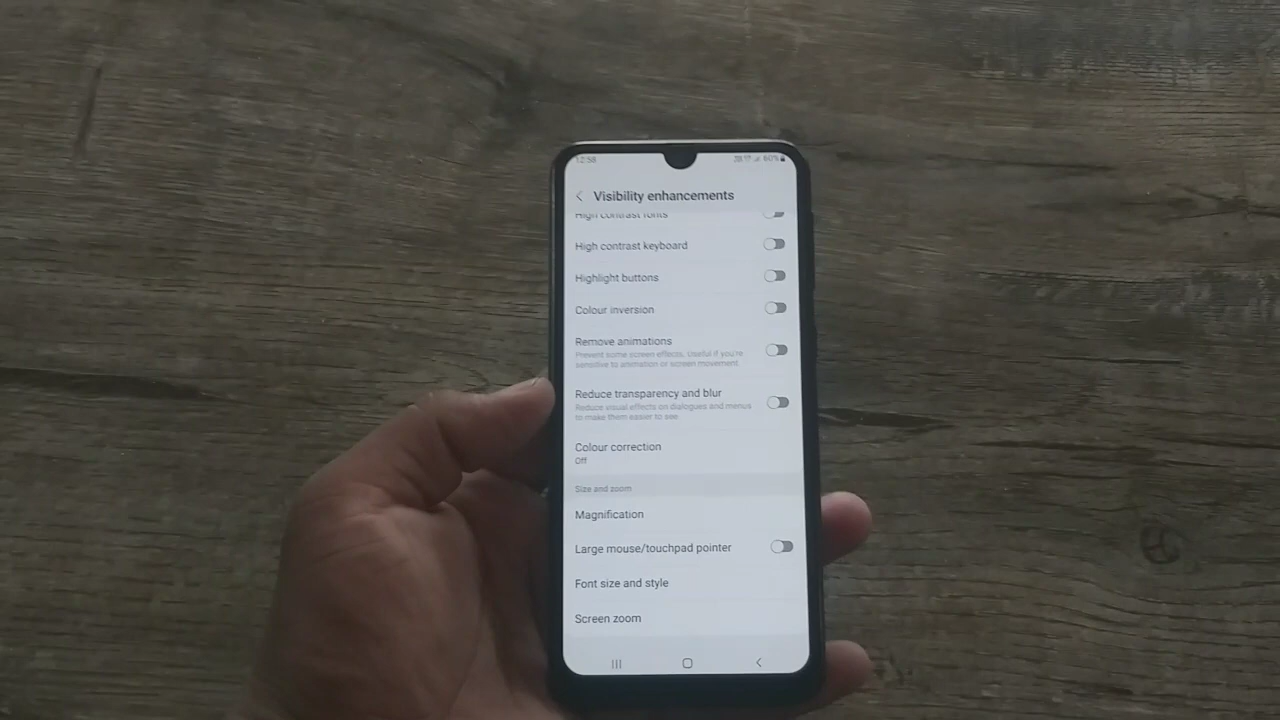 12:58
60%
Visibility enhancements
High contrast fonts
High contrast keyboard
Highlight buttons
Colour inversion
Remove animations
Prevent some screen effects. Useful if you're
sensitive to animation or screen movement.
Reduce transparency and blur
Reduce visual effects on dialogues and menus
to make them easier to see.
Colour correction
Off
Size and zoom
Magnification
Large mouse/touchpad pointer
Font size and style
Screen zoom